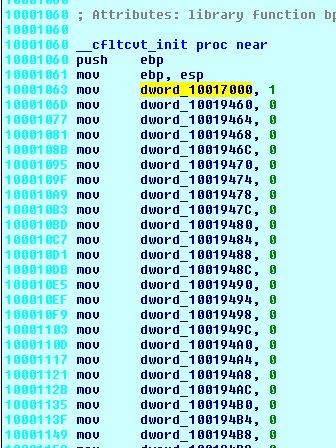 10001060
10001060 ; Attributes: library function bp
10001060
10001060 __cfltcvt_init proc near
10001060 push ebp
10001061 mov ebp, esp
10001063 mov dword_10017000, 1
1000106D mov dword_10019460, 0
10001077 mov dword_10019464, 0
10001081 mov dword_10019468, 0
1000108B mov dword_1001946C, 0
10001095 mov dword_10019470, 0
1000109F mov dword_10019474, 0
100010A9 mov dword_10019478, 0
100010B3 mov dword_1001947C, 0
100010BD mov dword_10019480, 0
100010C7 mov dword_10019484, 0
100010D1 mov dword_10019488, 0
100010DB mov dword_1001948C, 0
100010E5 mov dword_10019490, 0
100010EF mov dword_10019494, 0
100010F9 mov dword_10019498, 0
10001103 mov dword_1001949C, 0
1000110D mov dword_100194A0, 0
10001117 mov dword_100194A4, 0
10001121 mov dword_100194A8, 0
1000112B mov dword_100194AC, 0
10001135 mov dword_100194B0, 0
1000113F mov dword_100194B4, 0
10001149 mov dword_100194B8, 0